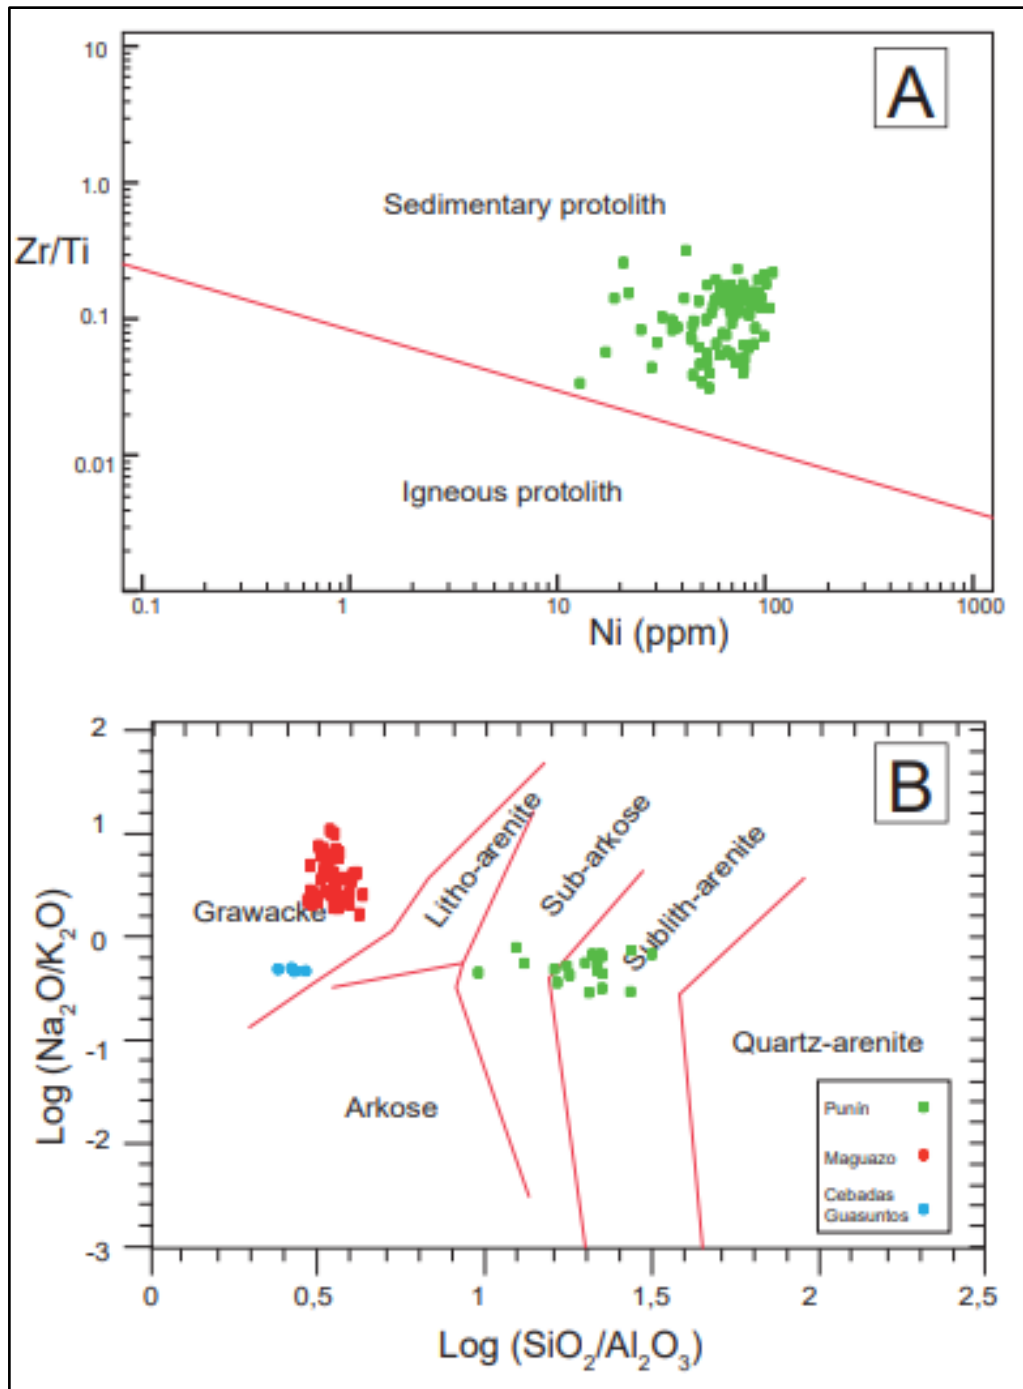 A
10
1.0
0.1
0.01
Zr/Ti
Sedimentary protolith
Igneous protolith
0.1
1
10
100
1000
Ni (ppm)
B
2
1
0
-1
-2
-3
Log (Na₂O/K₂O)
Grawacke
Litho-arenite
Sub-arkose
Sublith-arenite
Quartz-arenite
Arkose
Punín
Maguazo
Cebadas
Guasuntos
0
0,5
1
1,5
2
2,5
Log (SiO₂/Al₂O₃)